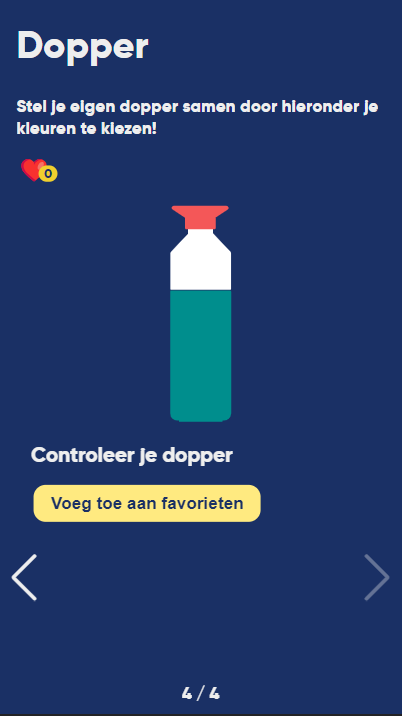 Dopper
Stel je eigen dopper samen door hieronder je
kleuren te kiezen!
0
Controleer je dopper
Voeg toe aan favorieten
4 / 4